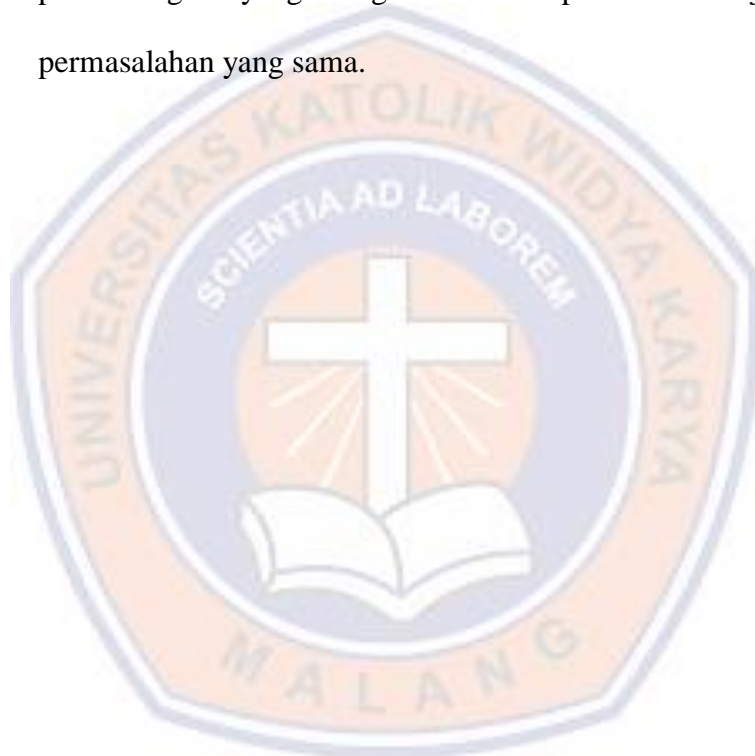 permasalahan yang sama.
UNIVERSITAS KATOLIK WIDYA KARYA
SCIENTIA AD LABOREM
MALANG